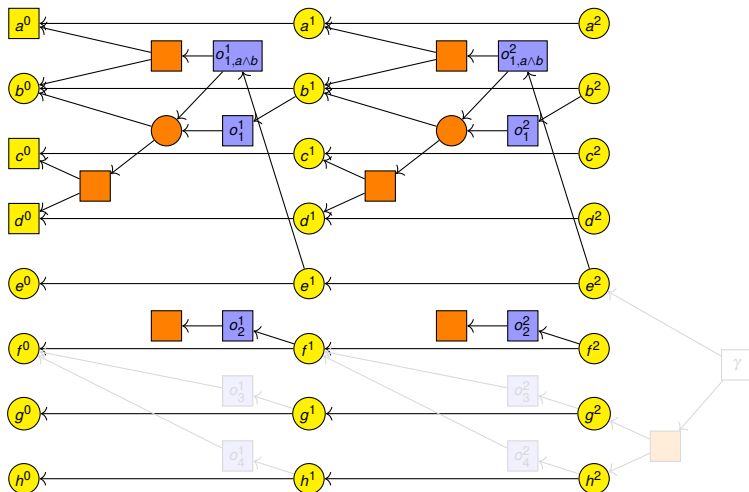 a⁰ a¹ a²
o¹₁,a∧b o²₁,a∧b
b⁰ b¹ b²
o¹₁ o²₁
c⁰ c¹ c²
d⁰ d¹ d²
e⁰ e¹ e²
o¹₂ o²₂
f⁰ f¹ f²
γ
o¹₃ o²₃
g⁰ g¹ g²
o¹₄ o²₄
h⁰ h¹ h²